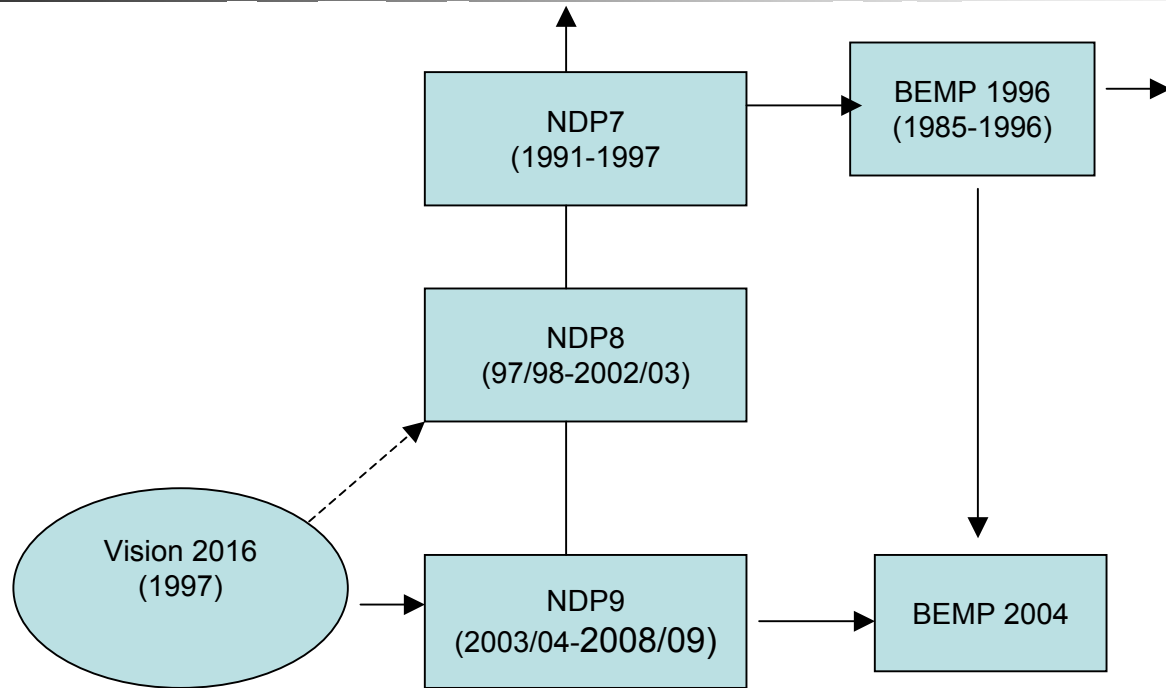 NDP7
(1991-1997
BEMP 1996
(1985-1996)
NDP8
(97/98-2002/03)
Vision 2016
(1997)
NDP9
(2003/04-2008/09)
BEMP 2004